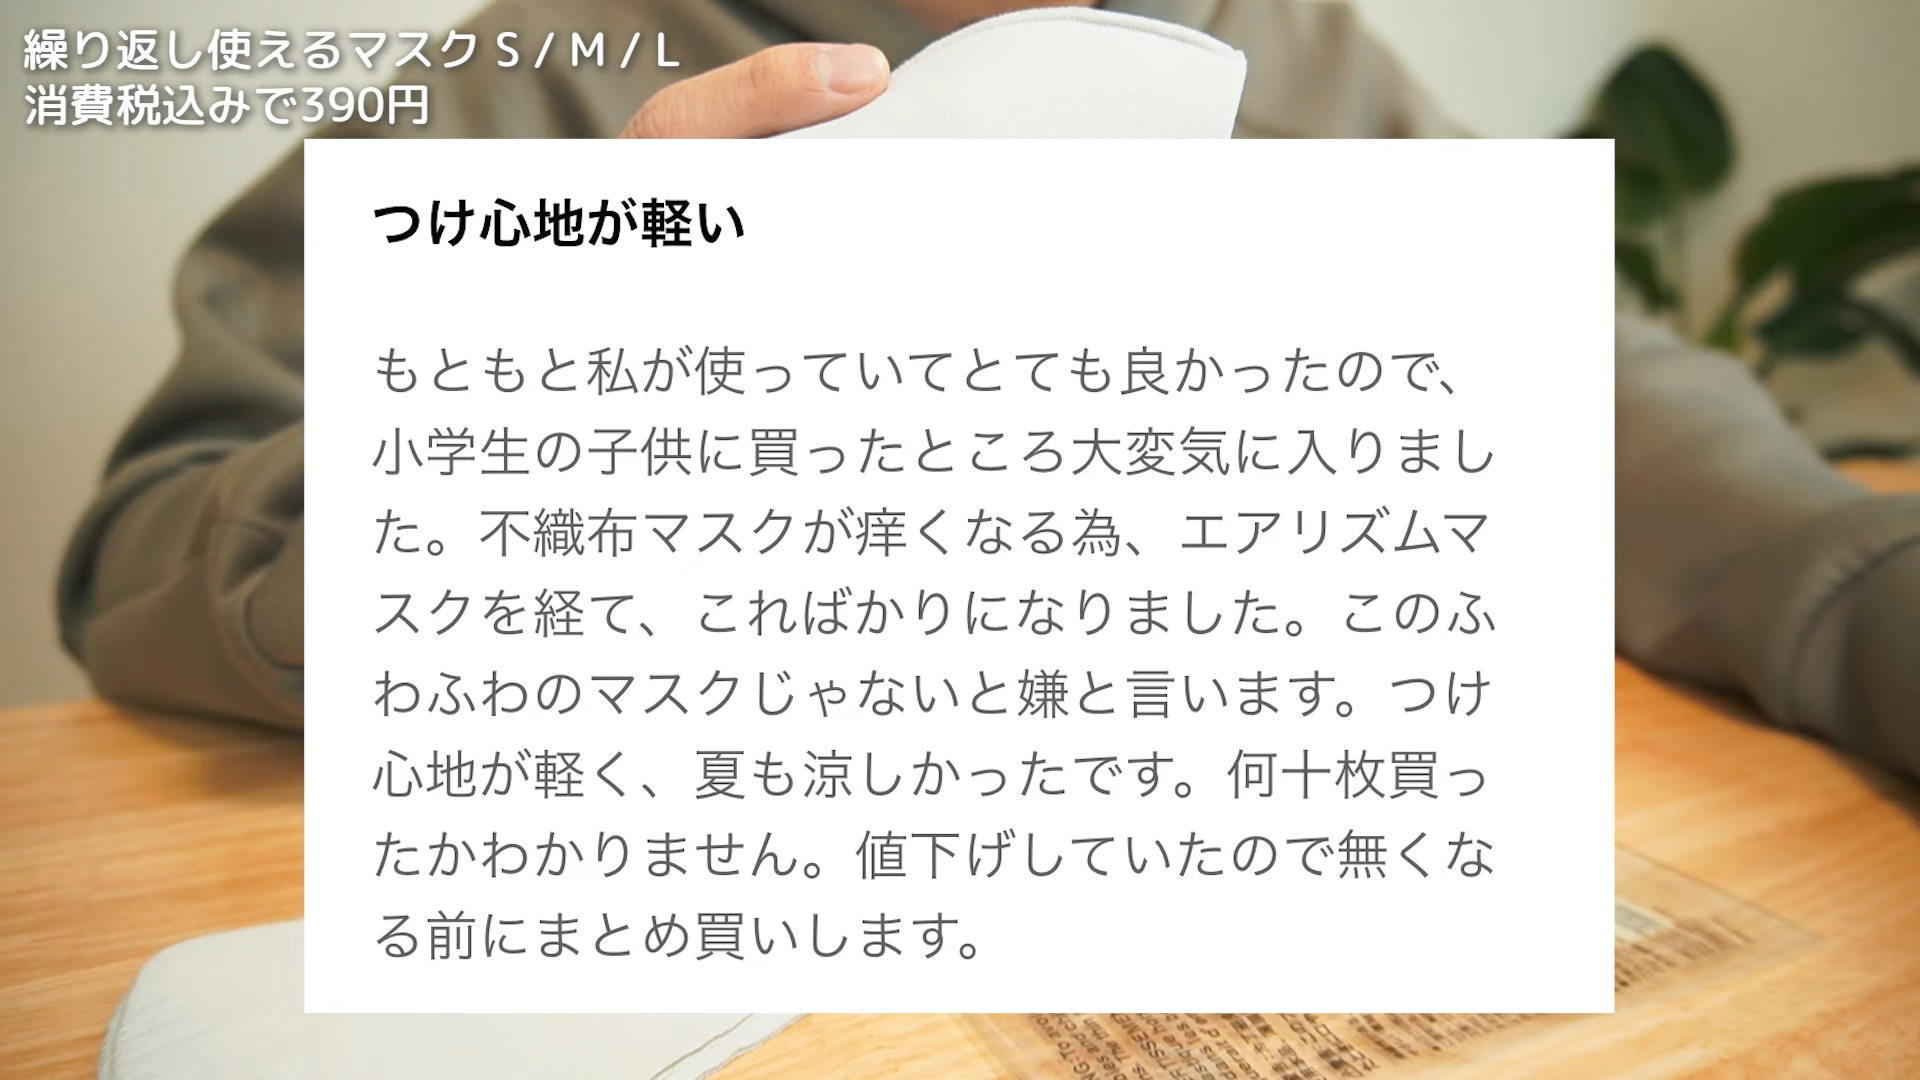 繰り返し使えるマスク S / M / L
消費税込みで390円
つけ心地が軽い
もともと私が使っていてとても良かったので、
小学生の子供に買ったところ大変気に入りまし
た。不織布マスクが痒くなる為、エアリズムマ
スクを経て、こればかりになりました。このふ
わふわのマスクじゃないと嫌と言います。つけ
心地が軽く、夏も涼しかったです。何十枚買っ
たかわかりません。値下げしていたので無くな
る前にまとめ買いします。